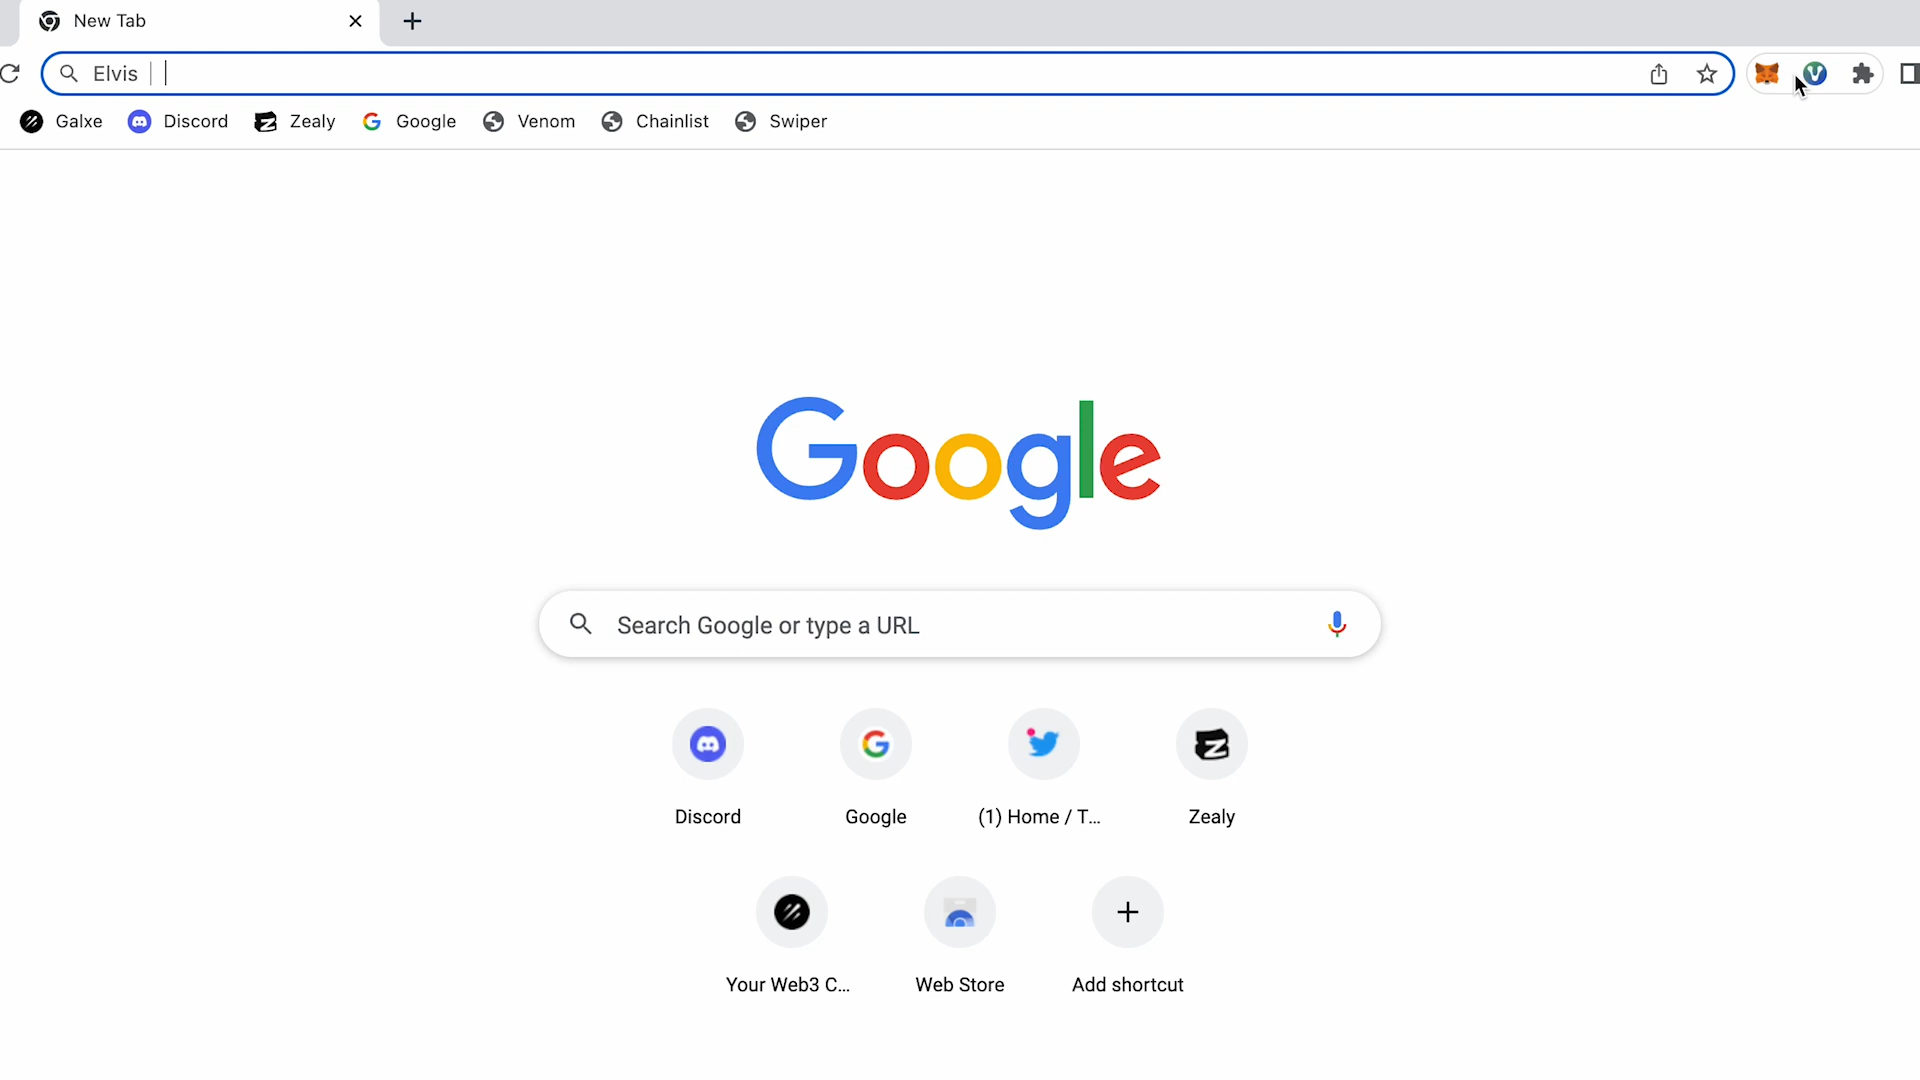 New Tab
Elvis
Galxe Discord Zealy Google Venom Chainlist Swiper
Google
Search Google or type a URL
Discord Google (1) Home / T... Zealy
Your Web3 C... Web Store Add shortcut